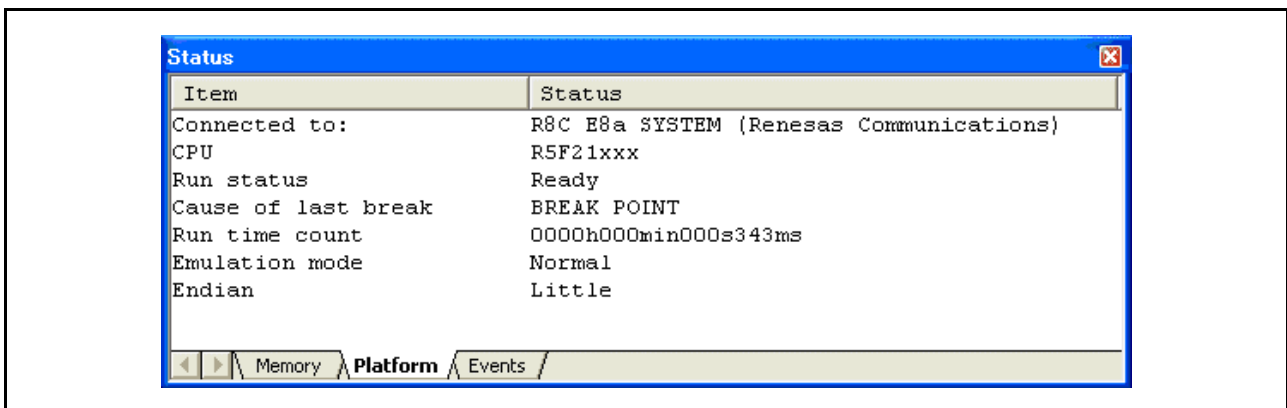 Status
Item Status
Connected to: R8C E8a SYSTEM (Renesas Communications)
CPU R5F21xxx
Run status Ready
Cause of last break BREAK POINT
Run time count 0000h000min000s343ms
Emulation mode Normal
Endian Little
Memory Platform Events